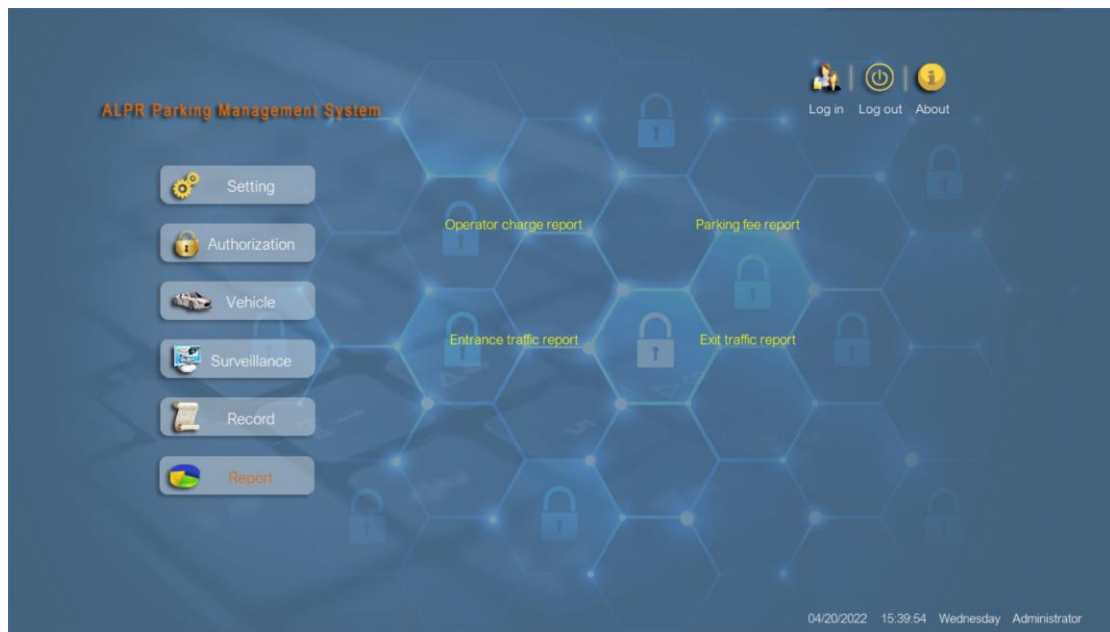 ALPR Parking Management System
Log in Log out About
Setting
Authorization
Vehicle
Surveillance
Record
Report
Operator charge report Parking fee report
Entrance traffic report Exit traffic report
04/20/2022 15:39:54 Wednesday Administrator